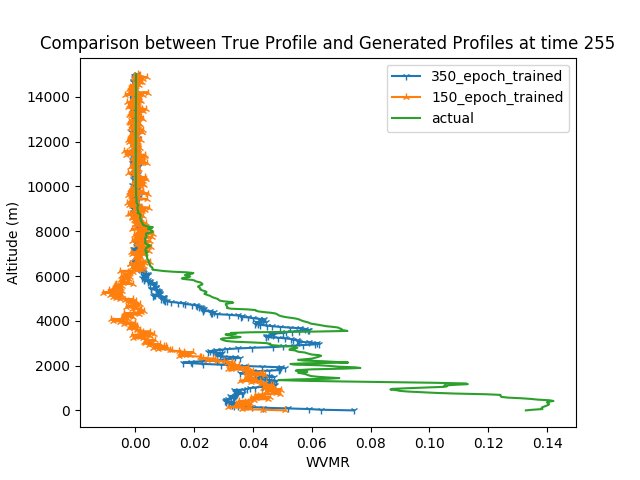 Comparison between True Profile and Generated Profiles at time 255
350_epoch_trained
150_epoch_trained
actual
Altitude (m)
14000
12000
10000
8000
6000
4000
2000
0
0.00 0.02 0.04 0.06 0.08 0.10 0.12 0.14
WVMR